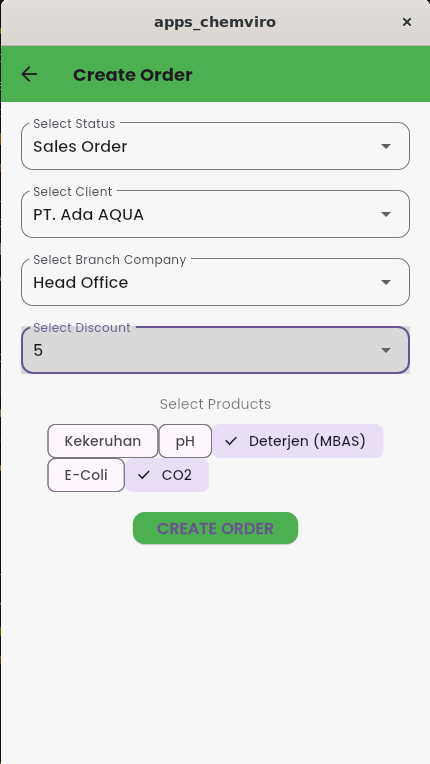 apps_chemviro
Create Order
Select Status
Sales Order
Select Client
PT. Ada AQUA
Select Branch Company
Head Office
Select Discount
5
Select Products
Kekeruhan pH Deterjen (MBAS)
E-Coli CO2
CREATE ORDER